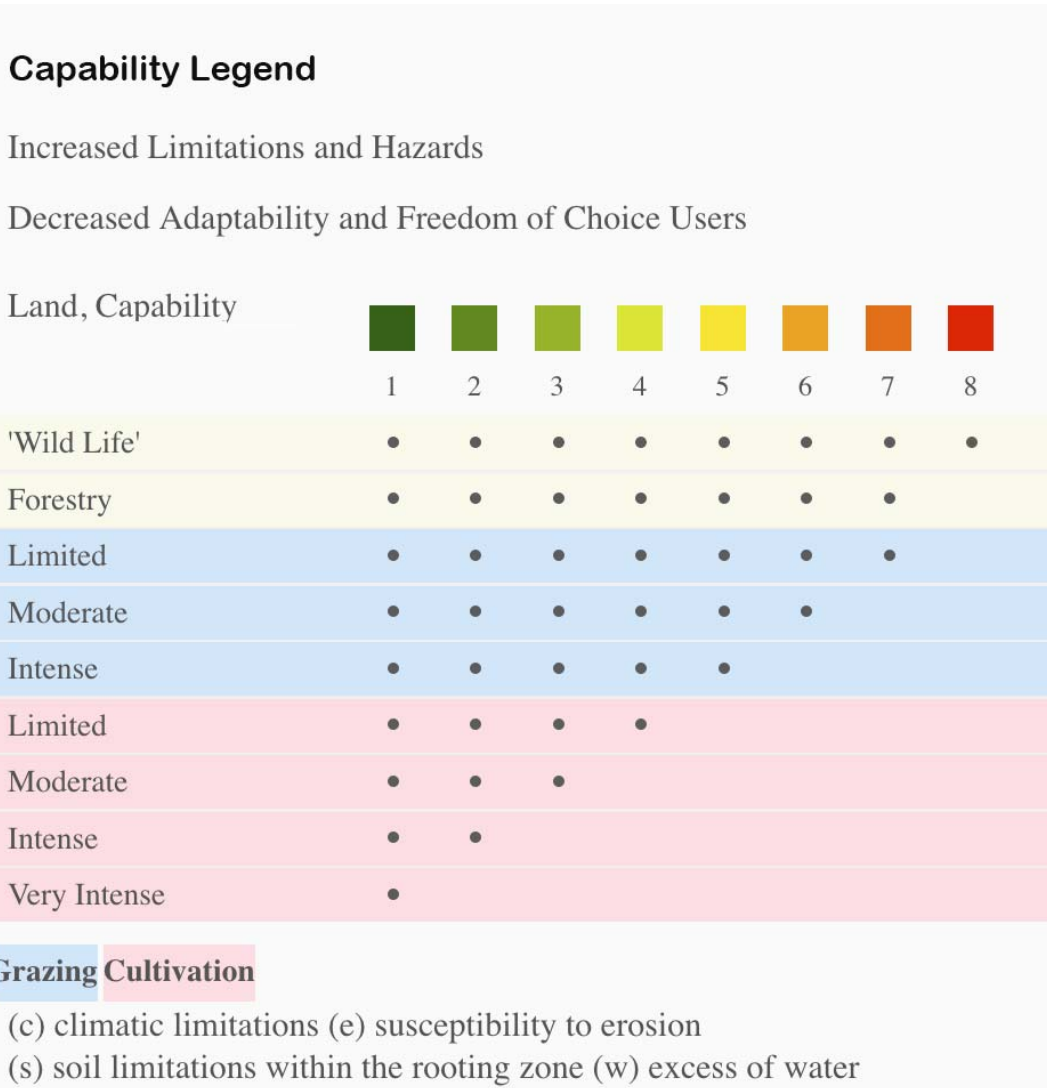 Capability Legend
Increased Limitations and Hazards
Decreased Adaptability and Freedom of Choice Users
Land, Capability
1 2 3 4 5 6 7 8
'Wild Life' • • • • • • • •
Forestry • • • • • • •
Limited • • • • • • •
Moderate • • • • • •
Intense • • • • •
Limited • • • •
Moderate • • •
Intense • •
Very Intense •
Grazing Cultivation
(c) climatic limitations (e) susceptibility to erosion
(s) soil limitations within the rooting zone (w) excess of water